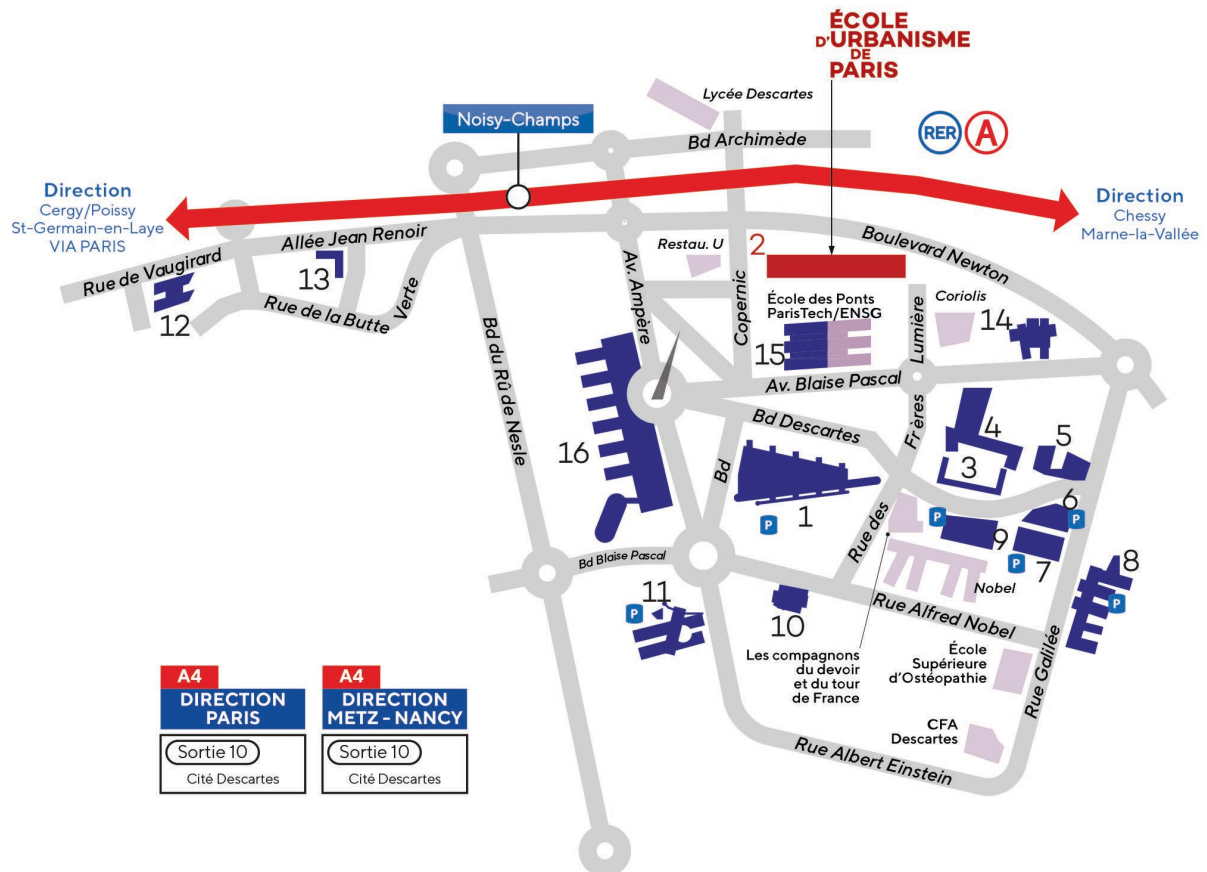 ÉCOLE
D'URBANISME
DE
PARIS
Lycée Descartes
Noisy-Champs
Bd Archimède
RER A
Direction
Cergy/Poissy
St-Germain-en-Laye
VIA PARIS
Direction
Chessy
Marne-la-Vallée
Allée Jean Renoir
Rue de Vaugirard
Rue de la Butte Verte
12
13
Bd du Rû de Nesle
Av. Ampère
Restau. U
2
Copernic
Boulevard Newton
École des Ponts
ParisTech/ENSG
15
Lumière
Coriolis
14
Av. Blaise Pascal
Bd Descartes
Frères
4
3
5
16
Bd
1
P
Rue des
P
9
6
P
7
P
8
P
Bd Blaise Pascal
11
P
10
Nobel
Rue Alfred Nobel
Rue Galilée
Les compagnons
du devoir
et du tour
de France
École
Supérieure
d'Ostéopathie
CFA
Descartes
Rue Albert Einstein
A4
DIRECTION
PARIS
Sortie 10
Cité Descartes
A4
DIRECTION
METZ - NANCY
Sortie 10
Cité Descartes